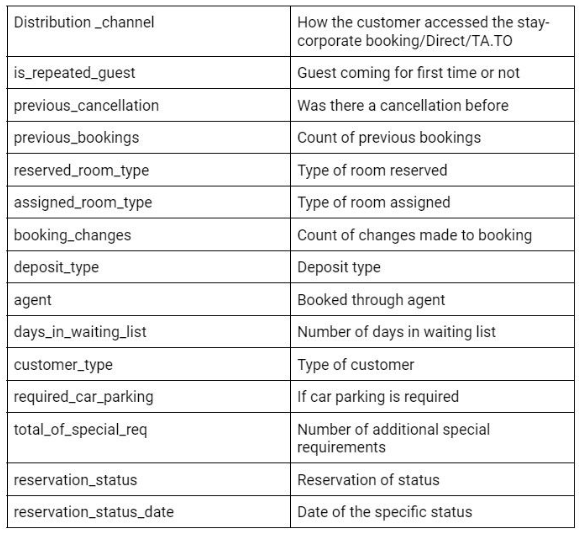 Distribution _channel
How the customer accessed the stay-
corporate booking/Direct/TA.TO
is_repeated_guest
Guest coming for first time or not
previous_cancellation
Was there a cancellation before
previous_bookings
Count of previous bookings
reserved_room_type
Type of room reserved
assigned_room_type
Type of room assigned
booking_changes
Count of changes made to booking
deposit_type
Deposit type
agent
Booked through agent
days_in_waiting_list
Number of days in waiting list
customer_type
Type of customer
required_car_parking
If car parking is required
total_of_special_req
Number of additional special
requirements
reservation_status
Reservation of status
reservation_status_date
Date of the specific status